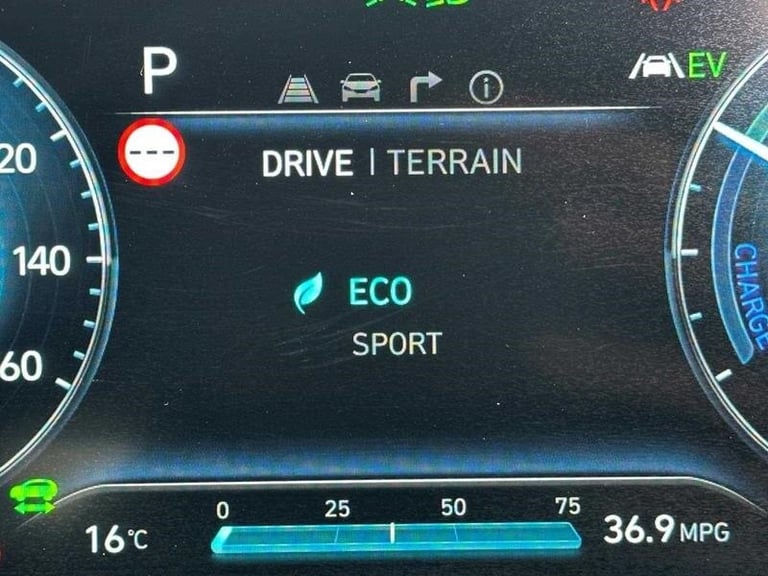 P
EV
20
---
DRIVE | TERRAIN
140
ECO
SPORT
CHARGE
60
0 25 50 75
16°C
36.9 MPG